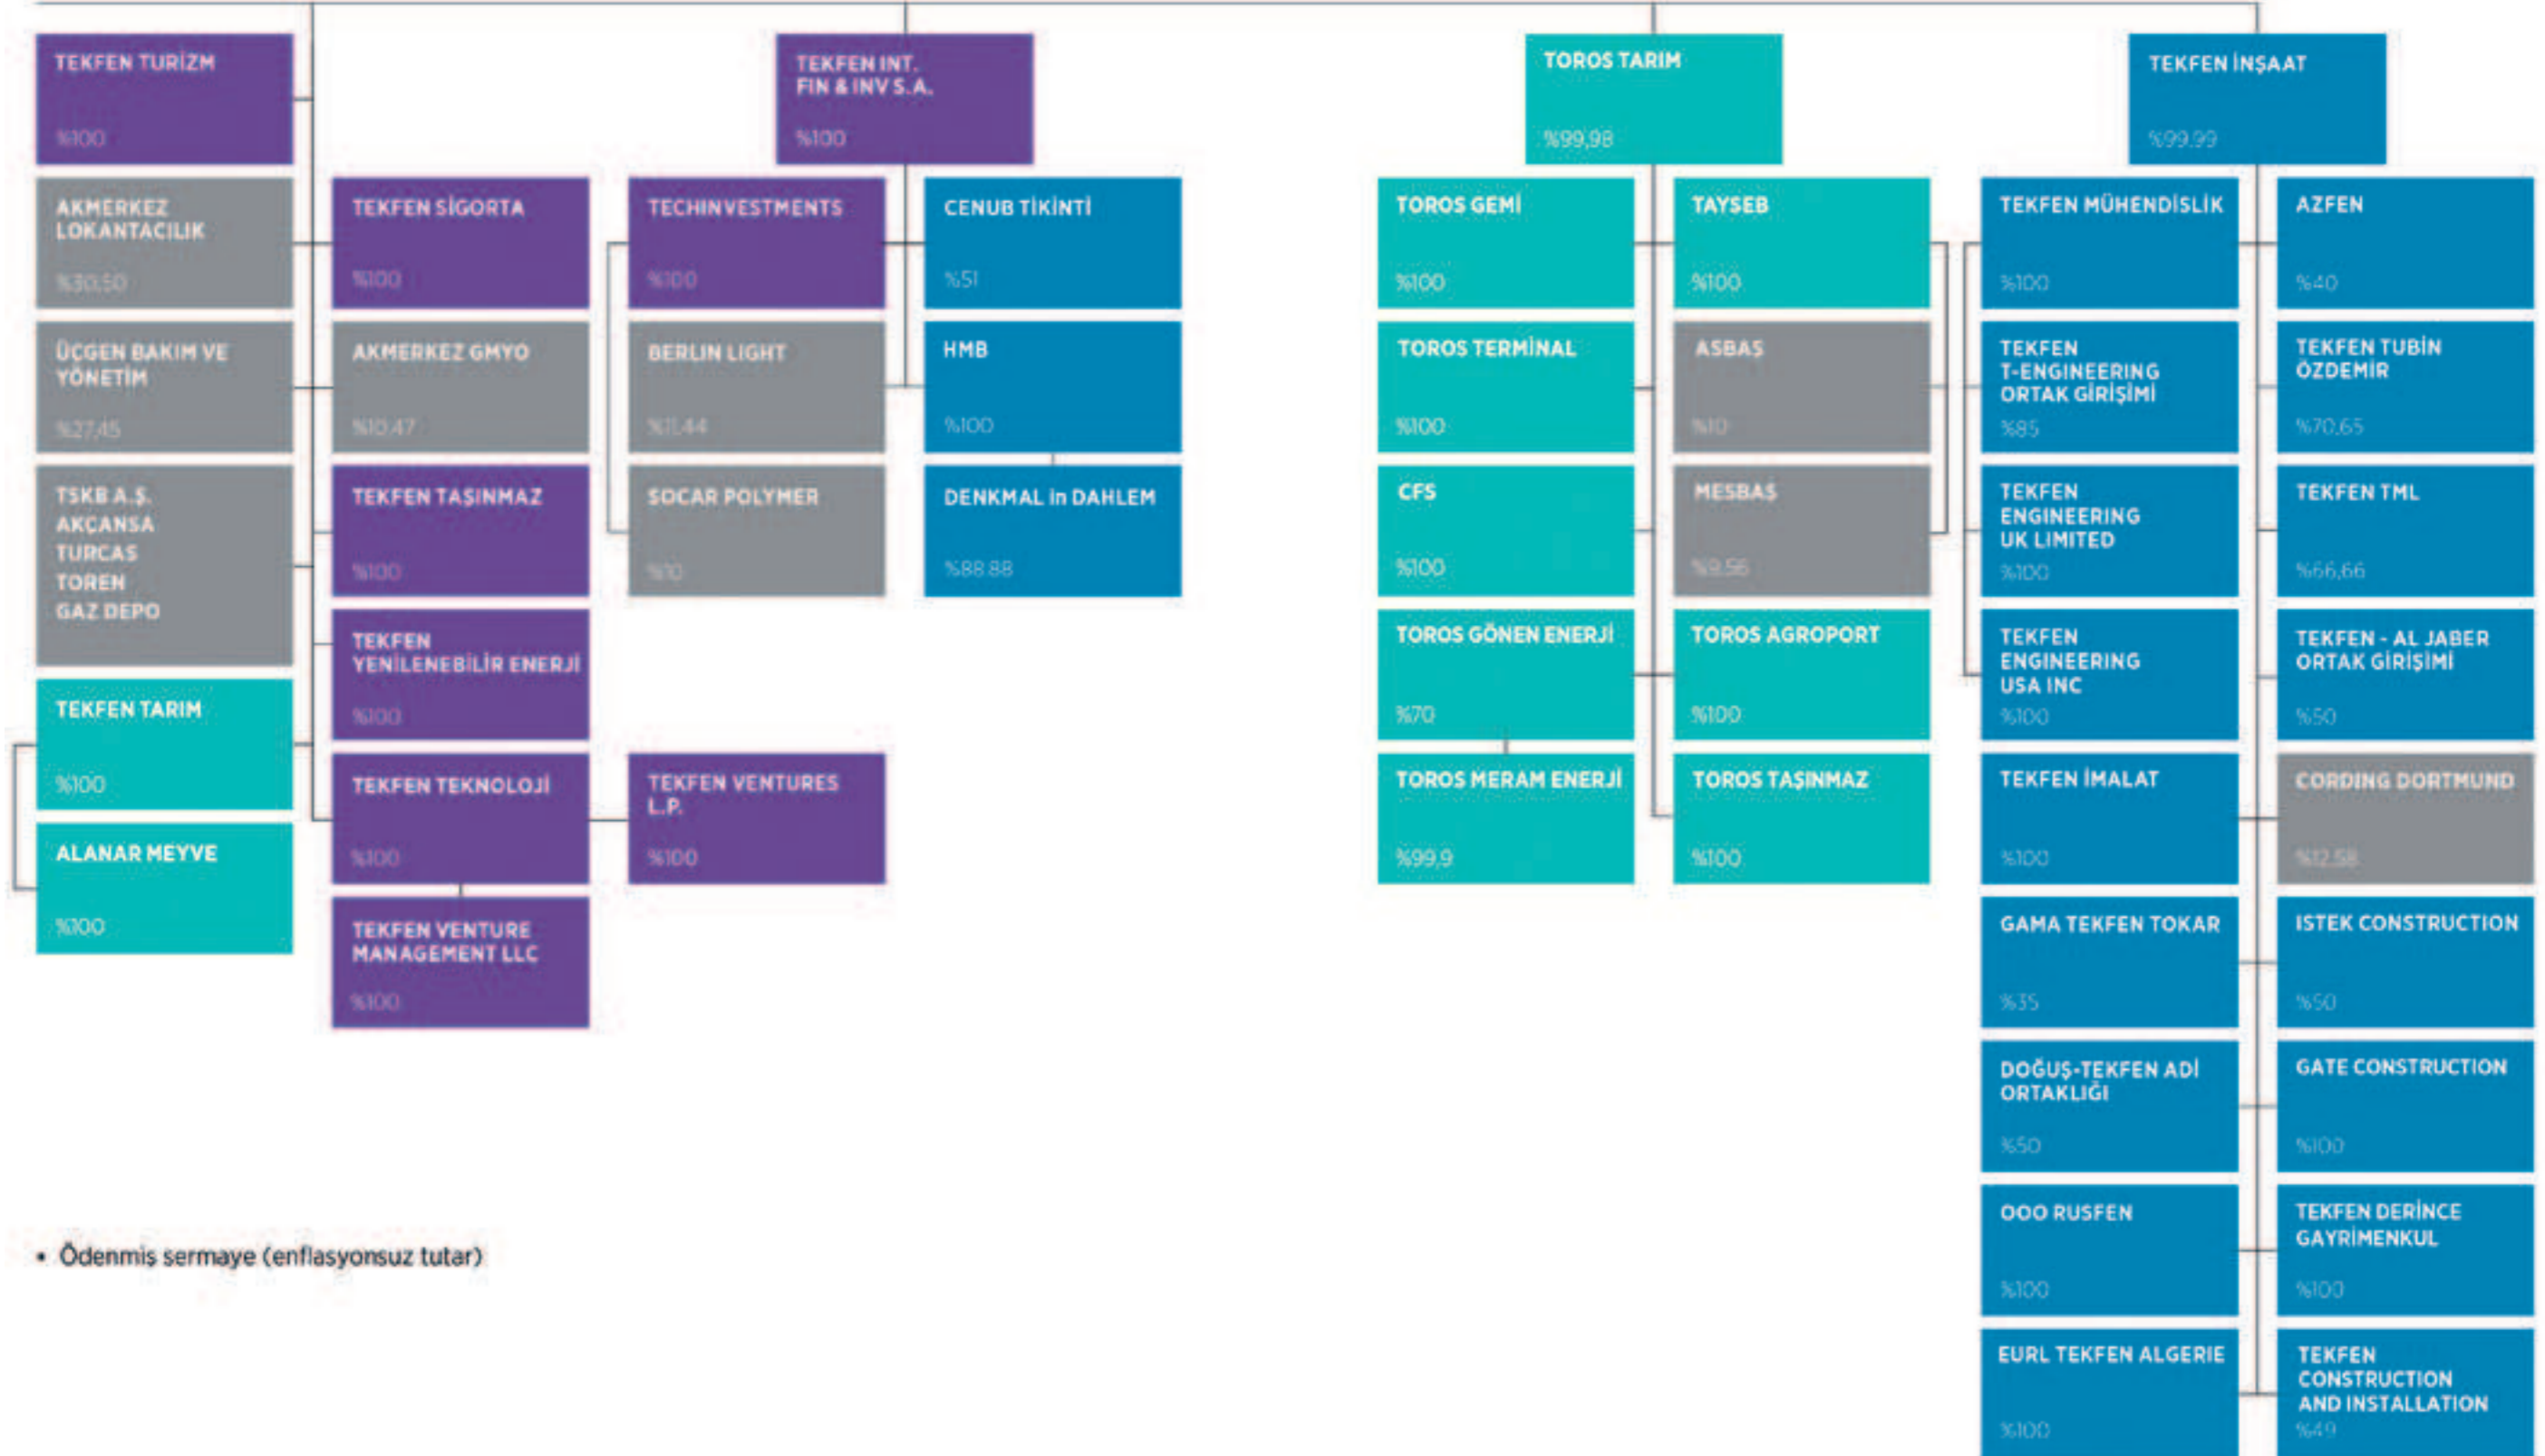 TEKFEN TURİZM
%100
AKMERKEZ
LOKANTACILIK
%30,50
ÜÇGEN BAKIM VE
YÖNETİM
%27,45
TSKB A.Ş.
AKÇANSA
TURCAS
TOREN
GAZ DEPO
TEKFEN TARIM
%100
ALANAR MEYVE
%100
TEKFEN SİGORTA
%100
AKMERKEZ GMYO
%10,47
TEKFEN TAŞINMAZ
%100
TEKFEN
YENİLENEBİLİR ENERJİ
%100
TEKFEN TEKNOLOJİ
%100
TEKFEN VENTURE
MANAGEMENT LLC
%100
TEKFEN VENTURES
L.P.
%100
TEKFEN INT.
FIN & INV S.A.
%100
TECHINVESTMENTS
%100
BERLIN LIGHT
%11,44
SOCAR POLYMER
%10
CENUB TİKİNTİ
%51
HMB
%100
DENKMAL in DAHLEM
%88.88
TOROS TARIM
%99,98
TOROS GEMİ
%100
TOROS TERMİNAL
%100
CFS
%100
TOROS GÖNEN ENERJİ
%70
TOROS MERAM ENERJİ
%99,9
TAYSEB
%100
ASBAŞ
%10
MESBAŞ
%9,56
TOROS AGROPORT
%100
TOROS TAŞINMAZ
%100
TEKFEN İNŞAAT
%99.99
TEKFEN MÜHENDİSLİK
%100
TEKFEN
T-ENGINEERING
ORTAK GİRİŞİMİ
%85
TEKFEN
ENGINEERING
UK LIMITED
%100
TEKFEN
ENGINEERING
USA INC
%100
TEKFEN İMALAT
%100
GAMA TEKFEN TOKAR
%35
DOĞUŞ-TEKFEN ADİ
ORTAKLIĞI
%50
OOO RUSFEN
%100
EURL TEKFEN ALGERIE
%100
AZFEN
%40
TEKFEN TUBİN
ÖZDEMİR
%70,65
TEKFEN TML
%66,66
TEKFEN - AL JABER
ORTAK GİRİŞİMİ
%50
CORDING DORTMUND
%12,58
ISTEK CONSTRUCTION
%50
GATE CONSTRUCTION
%100
TEKFEN DERİNCE
GAYRİMENKUL
%100
TEKFEN
CONSTRUCTION
AND INSTALLATION
%49
• Ödenmiş sermaye (enflasyonsuz tutar)